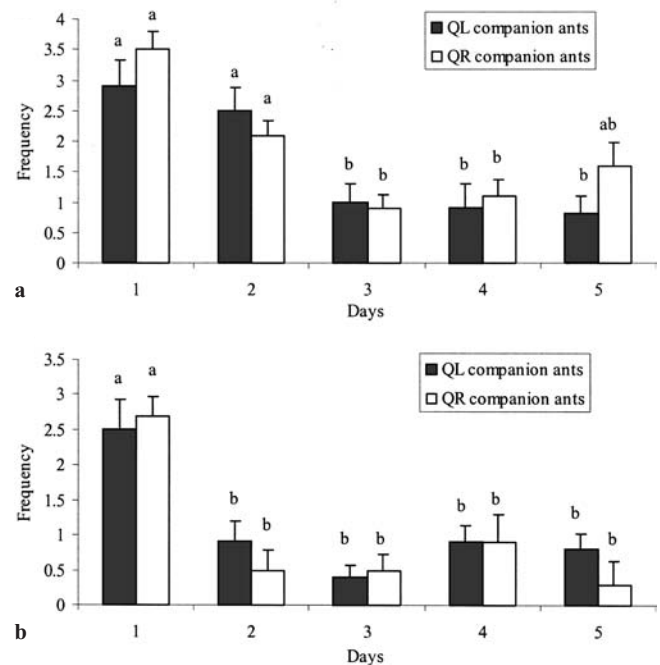 4
3.5
3
2.5
2
1.5
1
0.5
0
Frequency
a a a a b b b b b ab
QL companion ants
QR companion ants
1 2 3 4 5
Days
a
3.5
3
2.5
2
1.5
1
0.5
0
Frequency
a a b b b b b b b b
QL companion ants
QR companion ants
1 2 3 4 5
Days
b